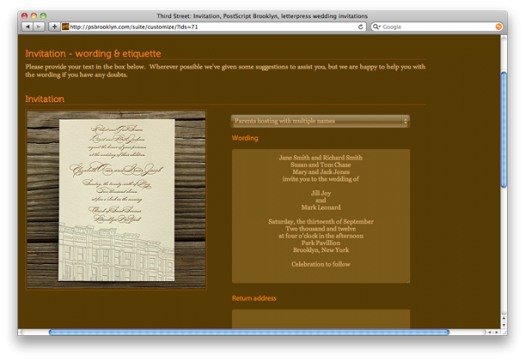 Third Street: Invitation, PostScript Brooklyn, letterpress wedding invitations
http://psbrooklyn.com/suite/customize/?ds=71
Google
Invitation - wording & etiquette
Please provide your text in the box below. Wherever possible we've given some suggestions to assist you, but we are happy to help you with
the wording if you have any doubts.
Invitation
Parents hosting with multiple names
Wording
Jane Smith and Richard Smith
Susan and Tom Chase
Mary and Jack Jones
invite you to the wedding of
Jill Joy
and
Mark Leonard
Saturday, the thirteenth of September
Two thousand and twelve
at four o'clock in the afternoon
Park Pavillion
Brooklyn, New York
Celebration to follow
Return address